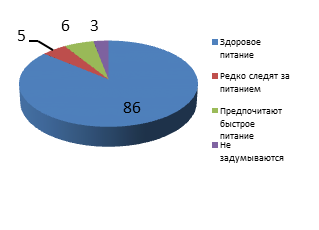 5
6
3
86
Здоровое
питание
Редко следят за
питанием
Предпочитают
быстрое
питание
Не
задумываются